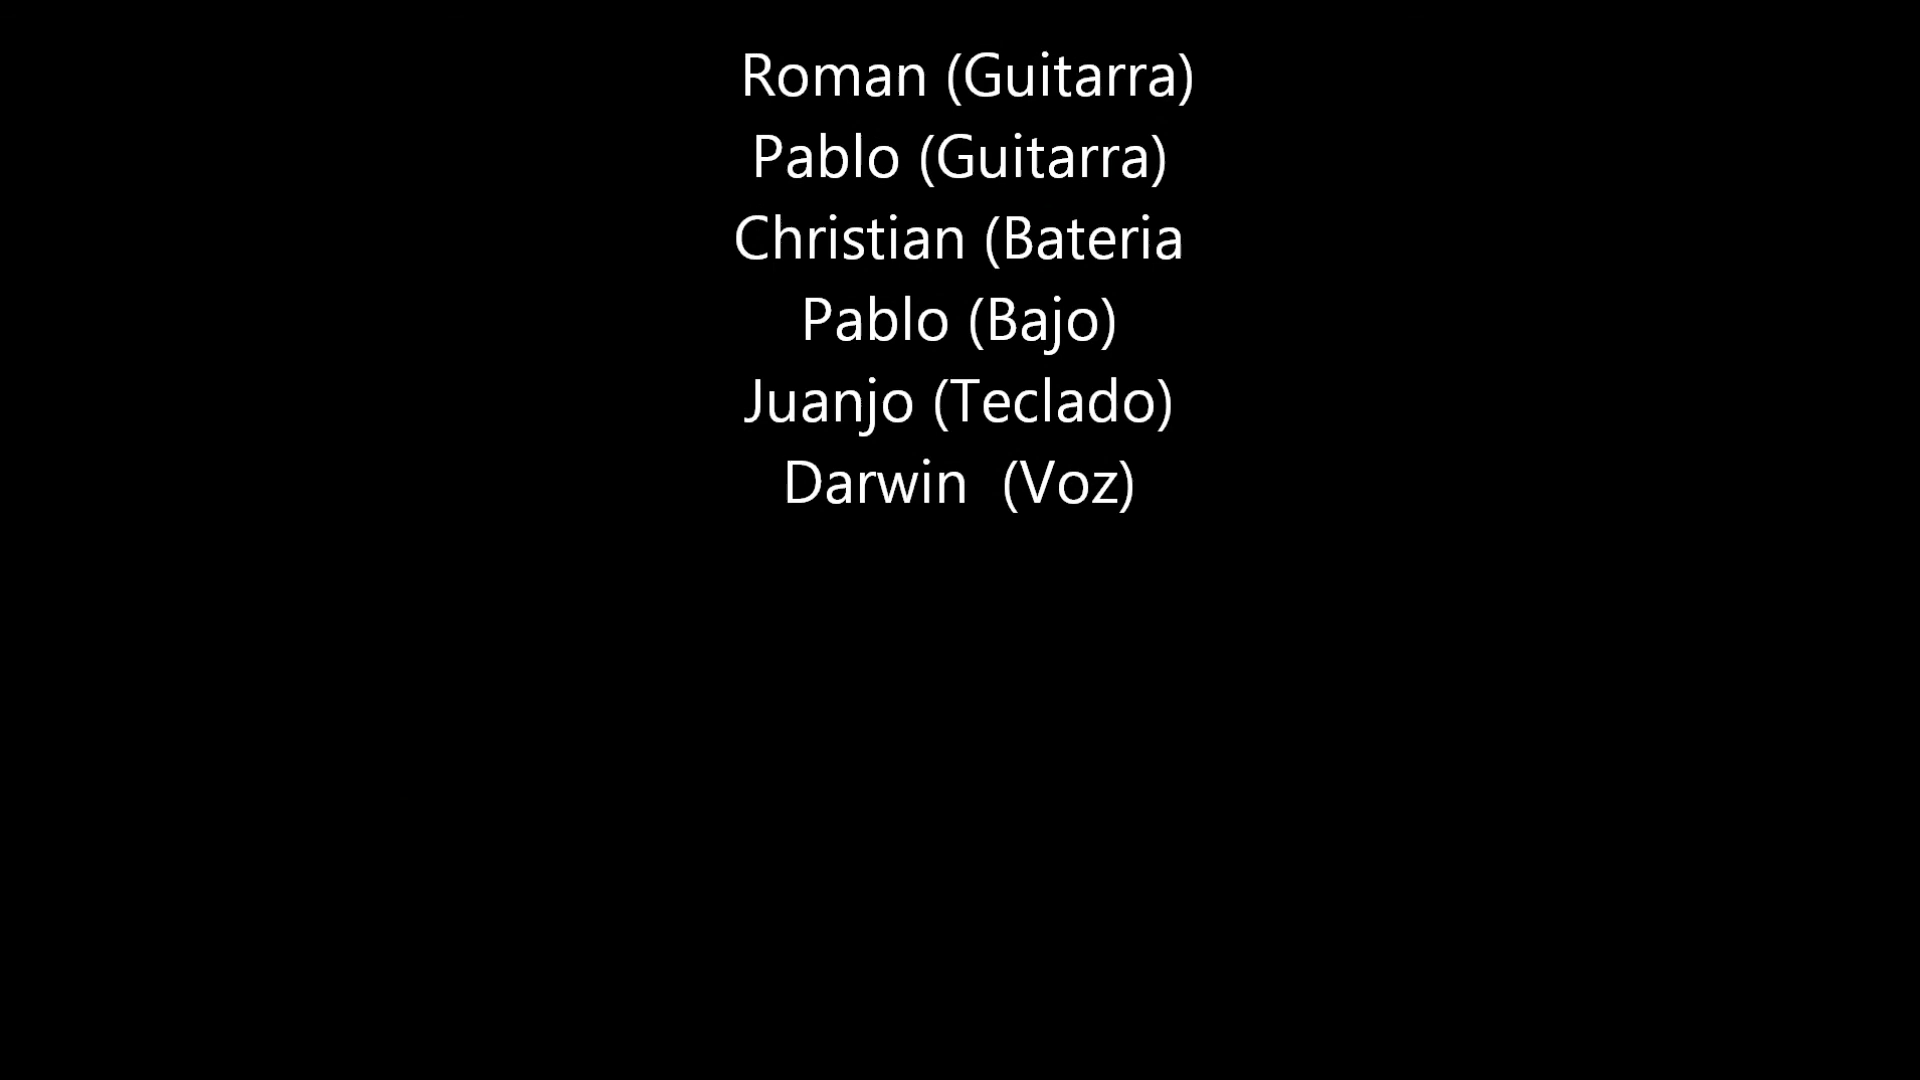 Roman (Guitarra)
Pablo (Guitarra)
Christian (Bateria
Pablo (Bajo)
Juanjo (Teclado)
Darwin  (Voz)